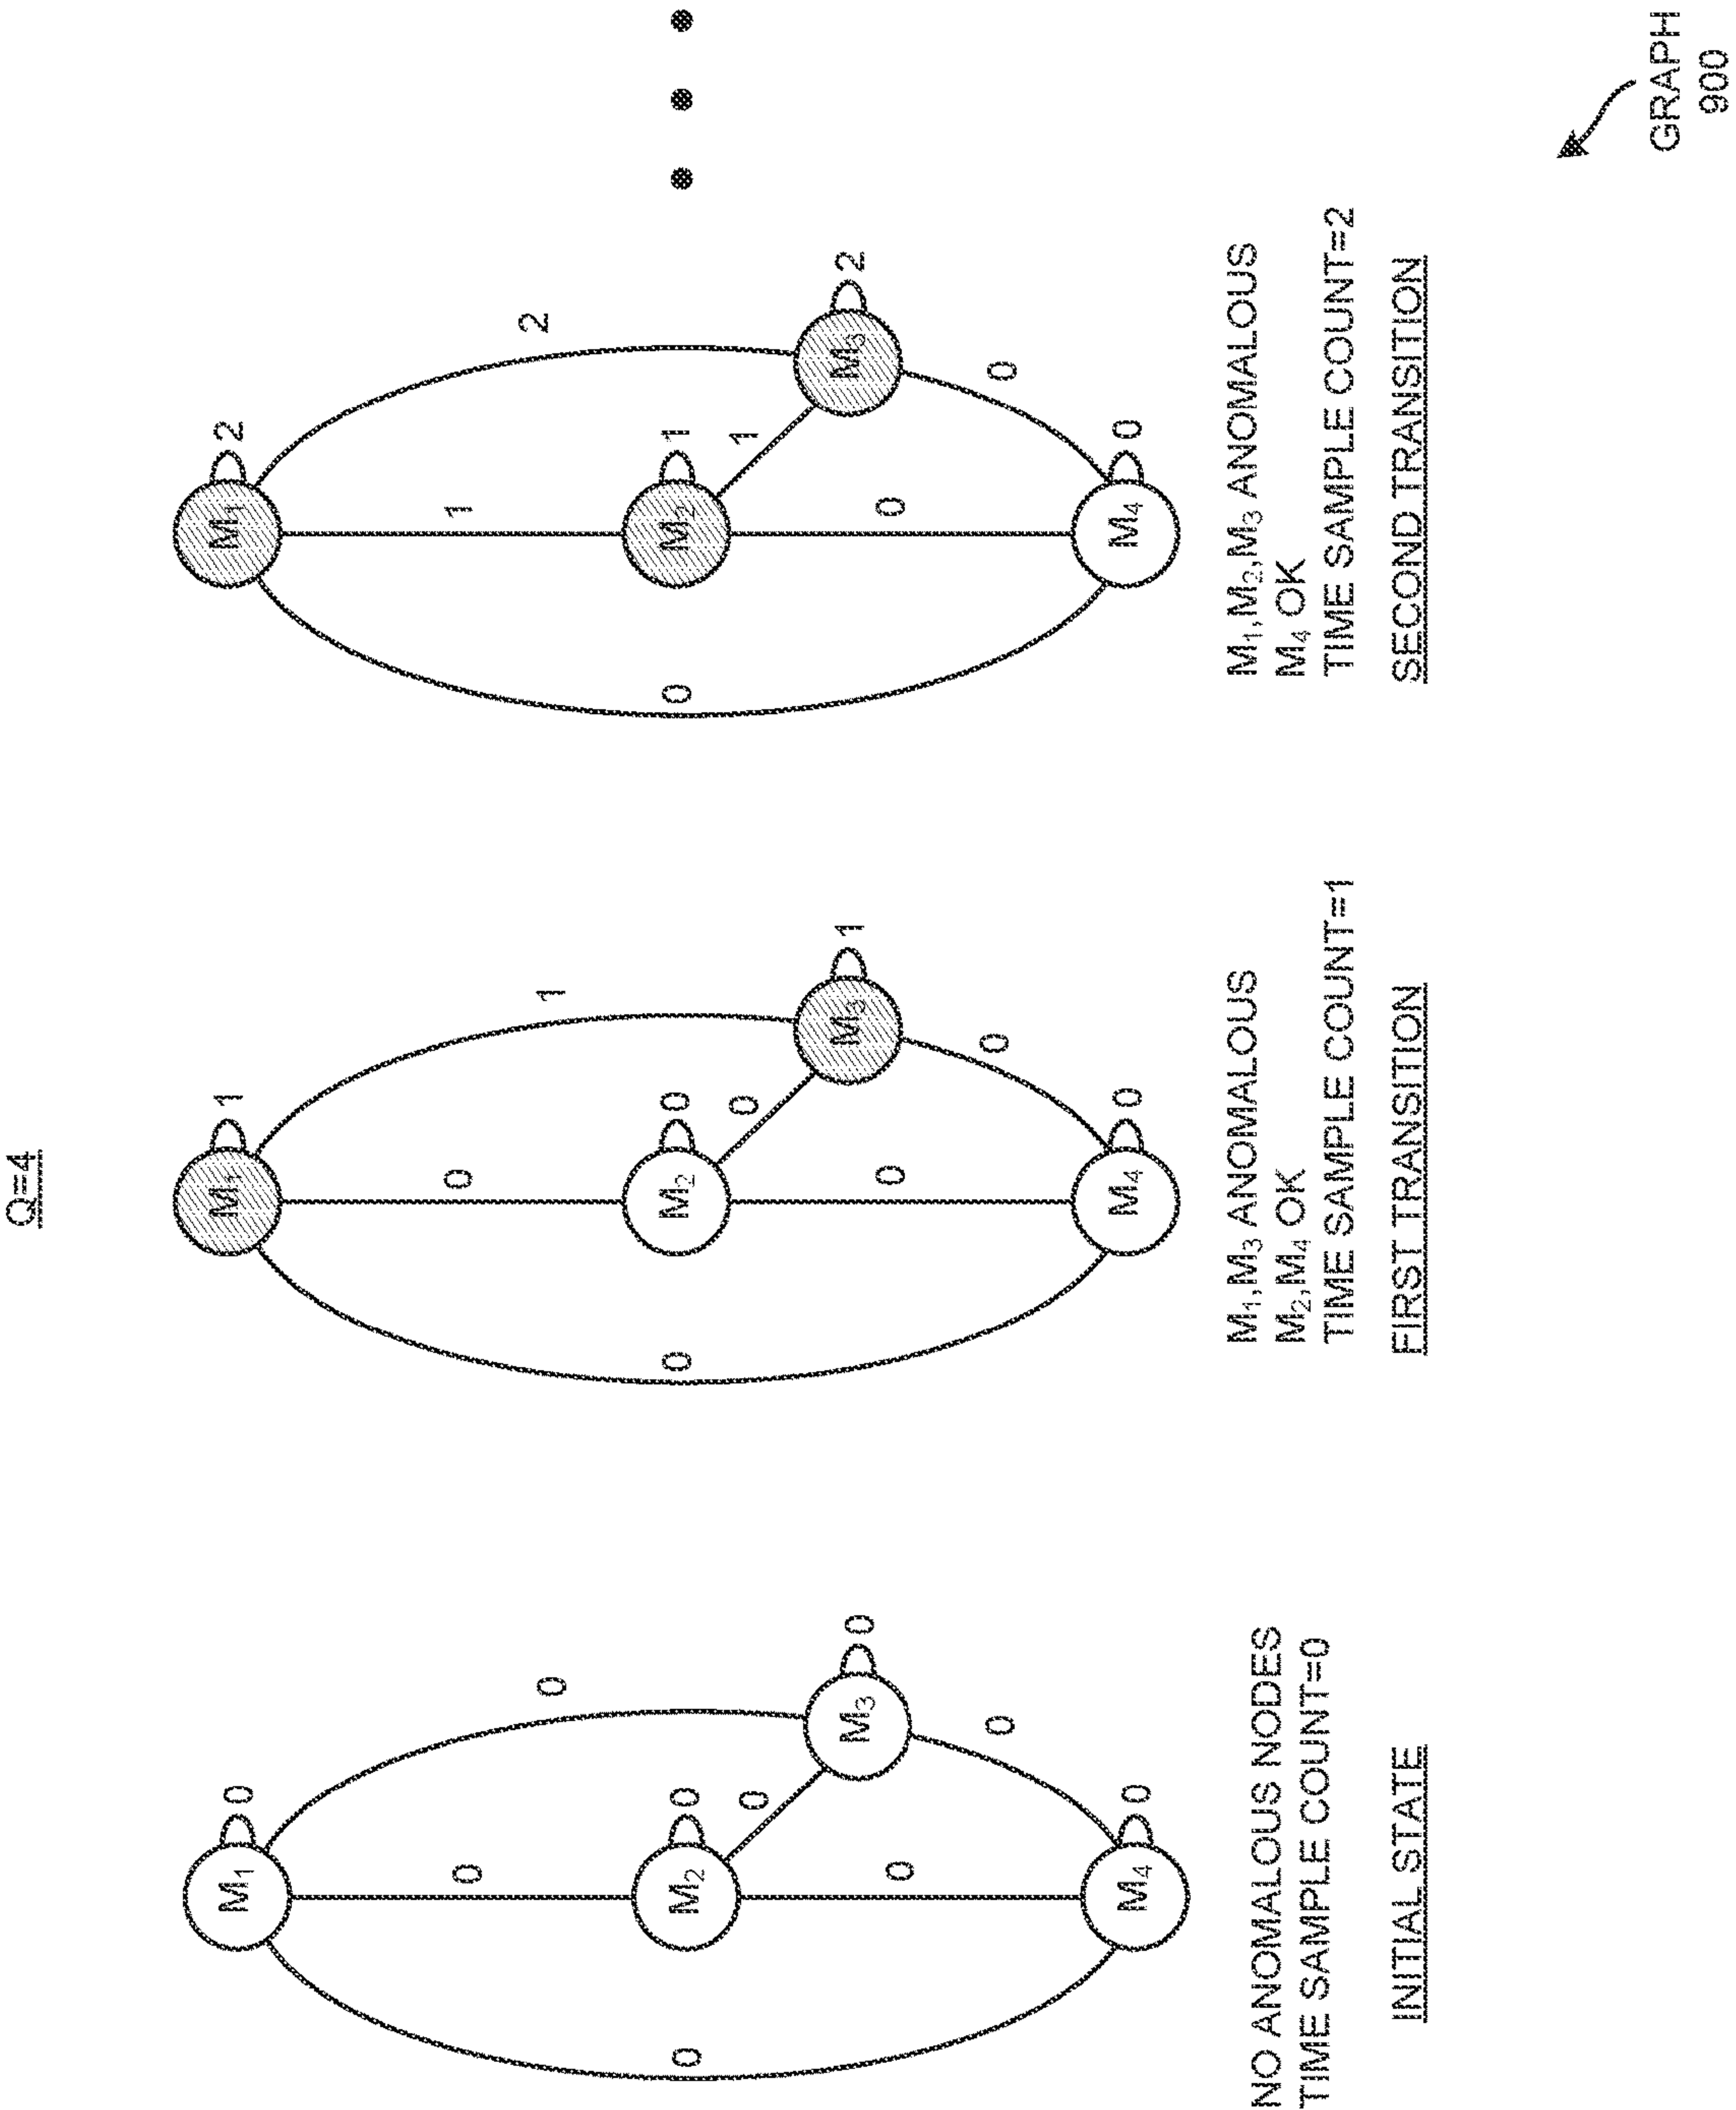 Q=4
M₁
0
0
0
0
M₂
0
0
M₃
0
0
0
M₄
0
NO ANOMALOUS NODES
TIME SAMPLE COUNT=0
INITIAL STATE
M₁
1
0
1
0
M₂
0
0
M₃
1
0
0
M₄
0
M₁,M₃ ANOMALOUS
M₂,M₄ OK
TIME SAMPLE COUNT=1
FIRST TRANSITION
M₁
2
1
2
0
M₂
1
1
M₃
2
0
0
M₄
0
M₁,M₂,M₃ ANOMALOUS
M₄ OK
TIME SAMPLE COUNT=2
SECOND TRANSITION
GRAPH
900